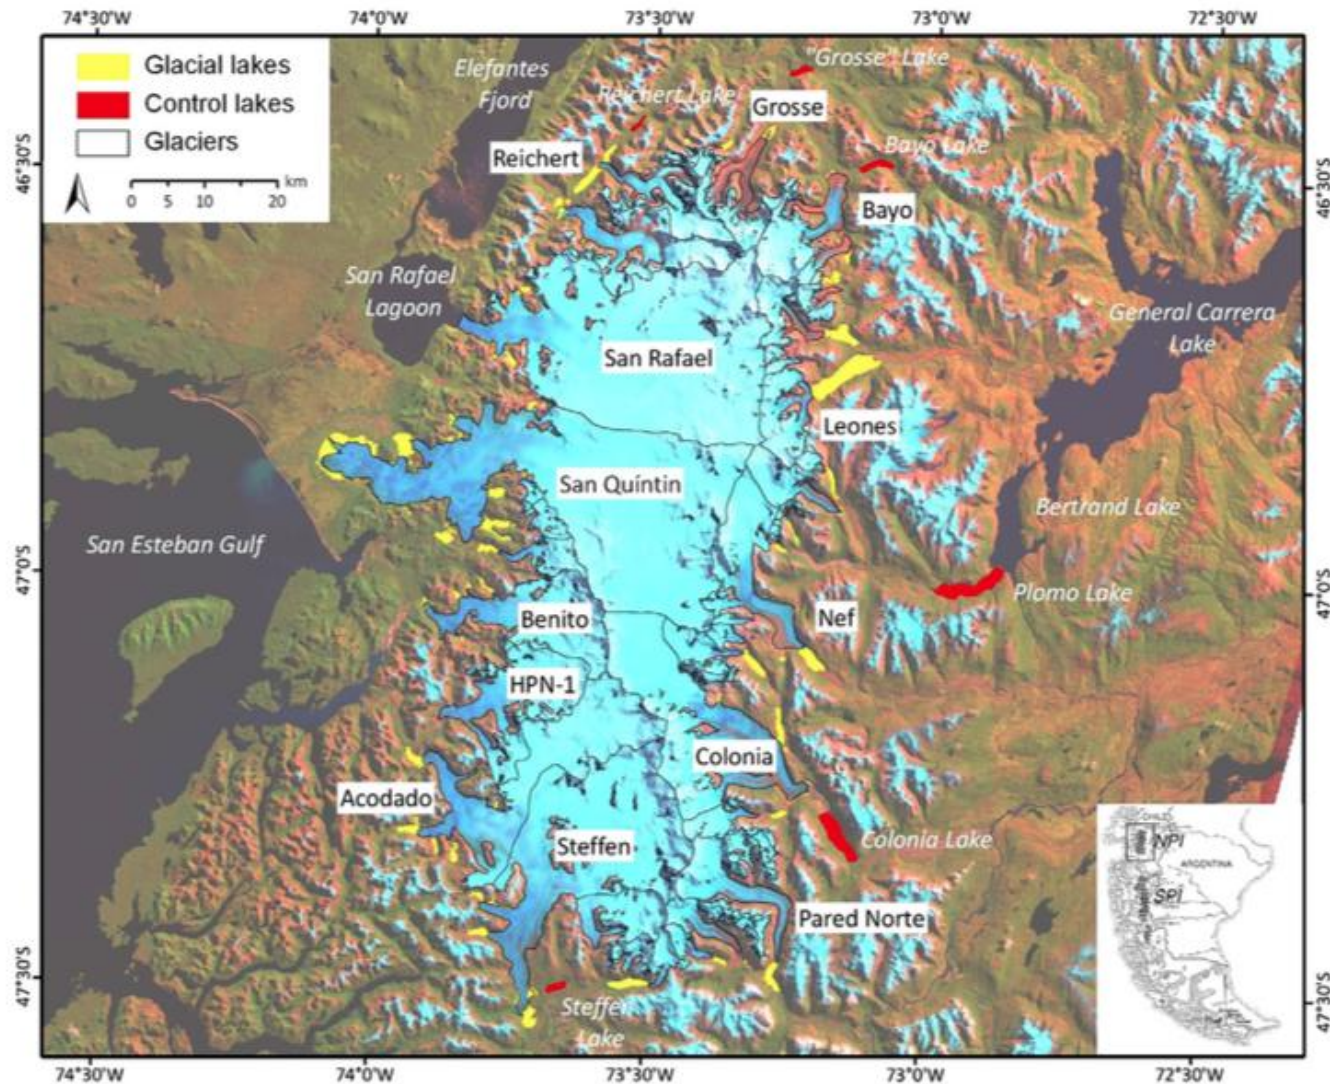 74°30'W
74°0'W
73°30'W
73°0'W
72°30'W
Glacial lakes
Control lakes
Glaciers
km
0 5 10 20
Elefantes
Fjord
"Grosse" Lake
Reichert Lake
Grosse
Bayo Lake
Reichert
Bayo
46°30'S
46°30'S
San Rafael
Lagoon
General Carrera
Lake
San Rafael
Leones
San Quíntin
Bertrand Lake
San Esteban Gulf
47°0'S
47°0'S
Plomo Lake
Benito
Nef
HPN-1
Colonia
Acodado
Steffen
Colonia Lake
CHILE
NPI
ARGENTINA
SPI
Pared Norte
47°30'S
47°30'S
Steffen
Lake
74°30'W
74°0'W
73°30'W
73°0'W
72°30'W